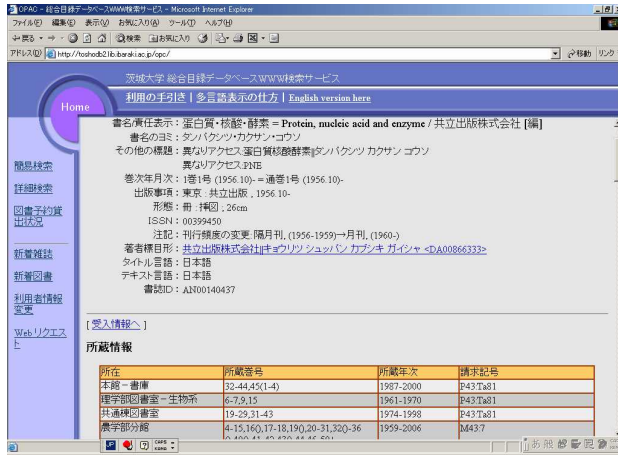 OPAC - 総合目録データベースWWW検索サービス - Microsoft Internet Explorer
ファイル(F) 編集(E) 表示(V) お気に入り(A) ツール(T) ヘルプ(H)
戻る 検索 お気に入り
アドレス(D) http://toshodb2.lib.ibaraki.ac.jp/opc/ 移動 リンク
茨城大学 総合目録データベースWWW検索サービス
利用の手引き | 多言語表示の仕方 | English version here
Home
書名/責任表示: 蛋白質・核酸・酵素 = Protein, nucleic acid and enzyme / 共立出版株式会社 [編]
書名のヨミ: タンパクシツ・カクサン・コウソ
その他の標題: 異なりアクセス:蛋白質核酸酵素||タンパクシツ カクサン コウソ
異なりアクセス:PNE
巻次年月次: 1巻1号 (1956.10)- = 通巻1号 (1956.10)-
出版事項: 東京 : 共立出版 , 1956.10-
形態: 冊 : 挿図 ; 26cm
ISSN: 00399450
注記: 刊行頻度の変更: 隔月刊, (1956-1959)→月刊, (1960-)
著者標目形: 共立出版株式会社||キョウリツ シュッパン カブシキ ガイシャ <DA00866333>
タイトル言語: 日本語
テキスト言語: 日本語
書誌ID: AN00140437
簡易検索
詳細検索
図書予約貸
出状況
新着雑誌
新着図書
利用者情報
変更
Web リクエス
ト
[ 受入情報へ ]
所蔵情報
所在 所蔵巻号 所蔵年次 請求記号
本館-書庫 32-44,45(1-4) 1987-2000 P43:Ta81
理学部図書室-生物系 6-7,9,15 1961-1970 P43:Ta81
共通棟図書室 19-29,31-43 1974-1998 P43:Ta81
農学部分館 4-15,16(),17-18,19(),20-31,32()-36 1959-2006 M43:7
CAPS
KANA
あ 般